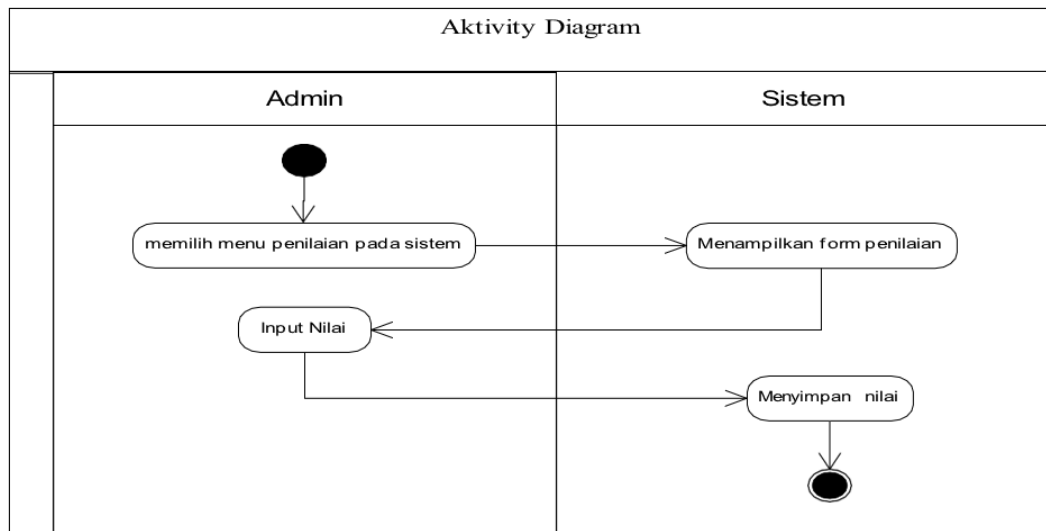 Aktivity Diagram
Admin
Sistem
memilih menu penilaian pada sistem
Menampilkan form penilaian
Input Nilai
Menyimpan nilai